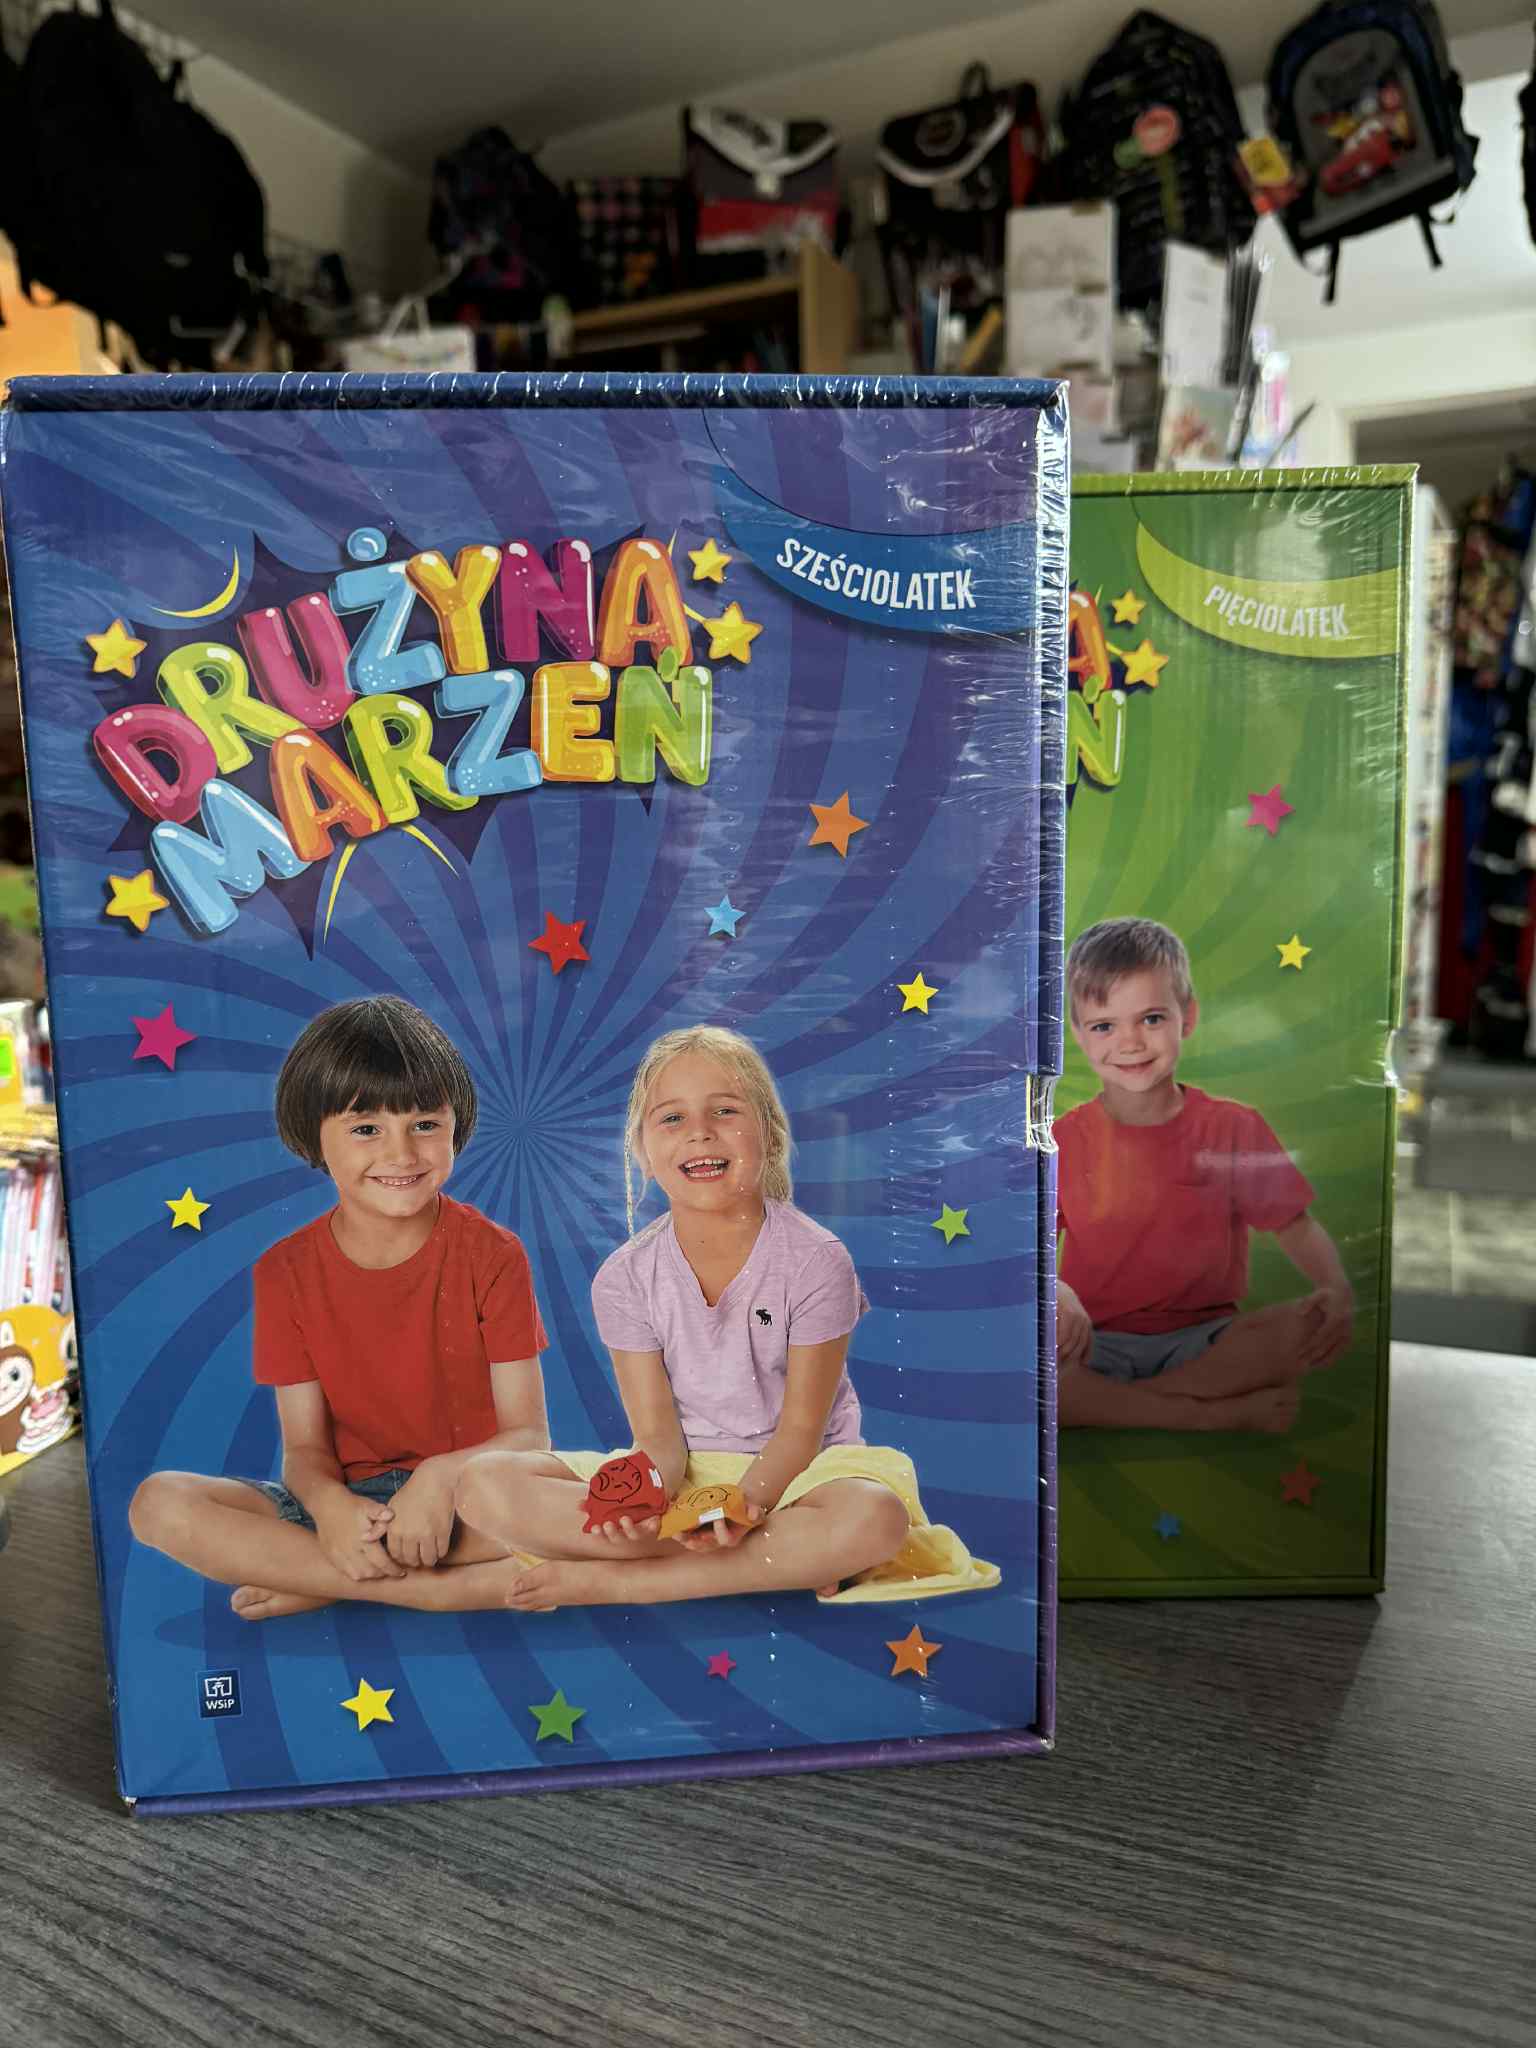 DRUŻYNA
MARZEŃ
SZEŚCIOLATEK
WSiP
PIĘCIOLATEK
A
Ń